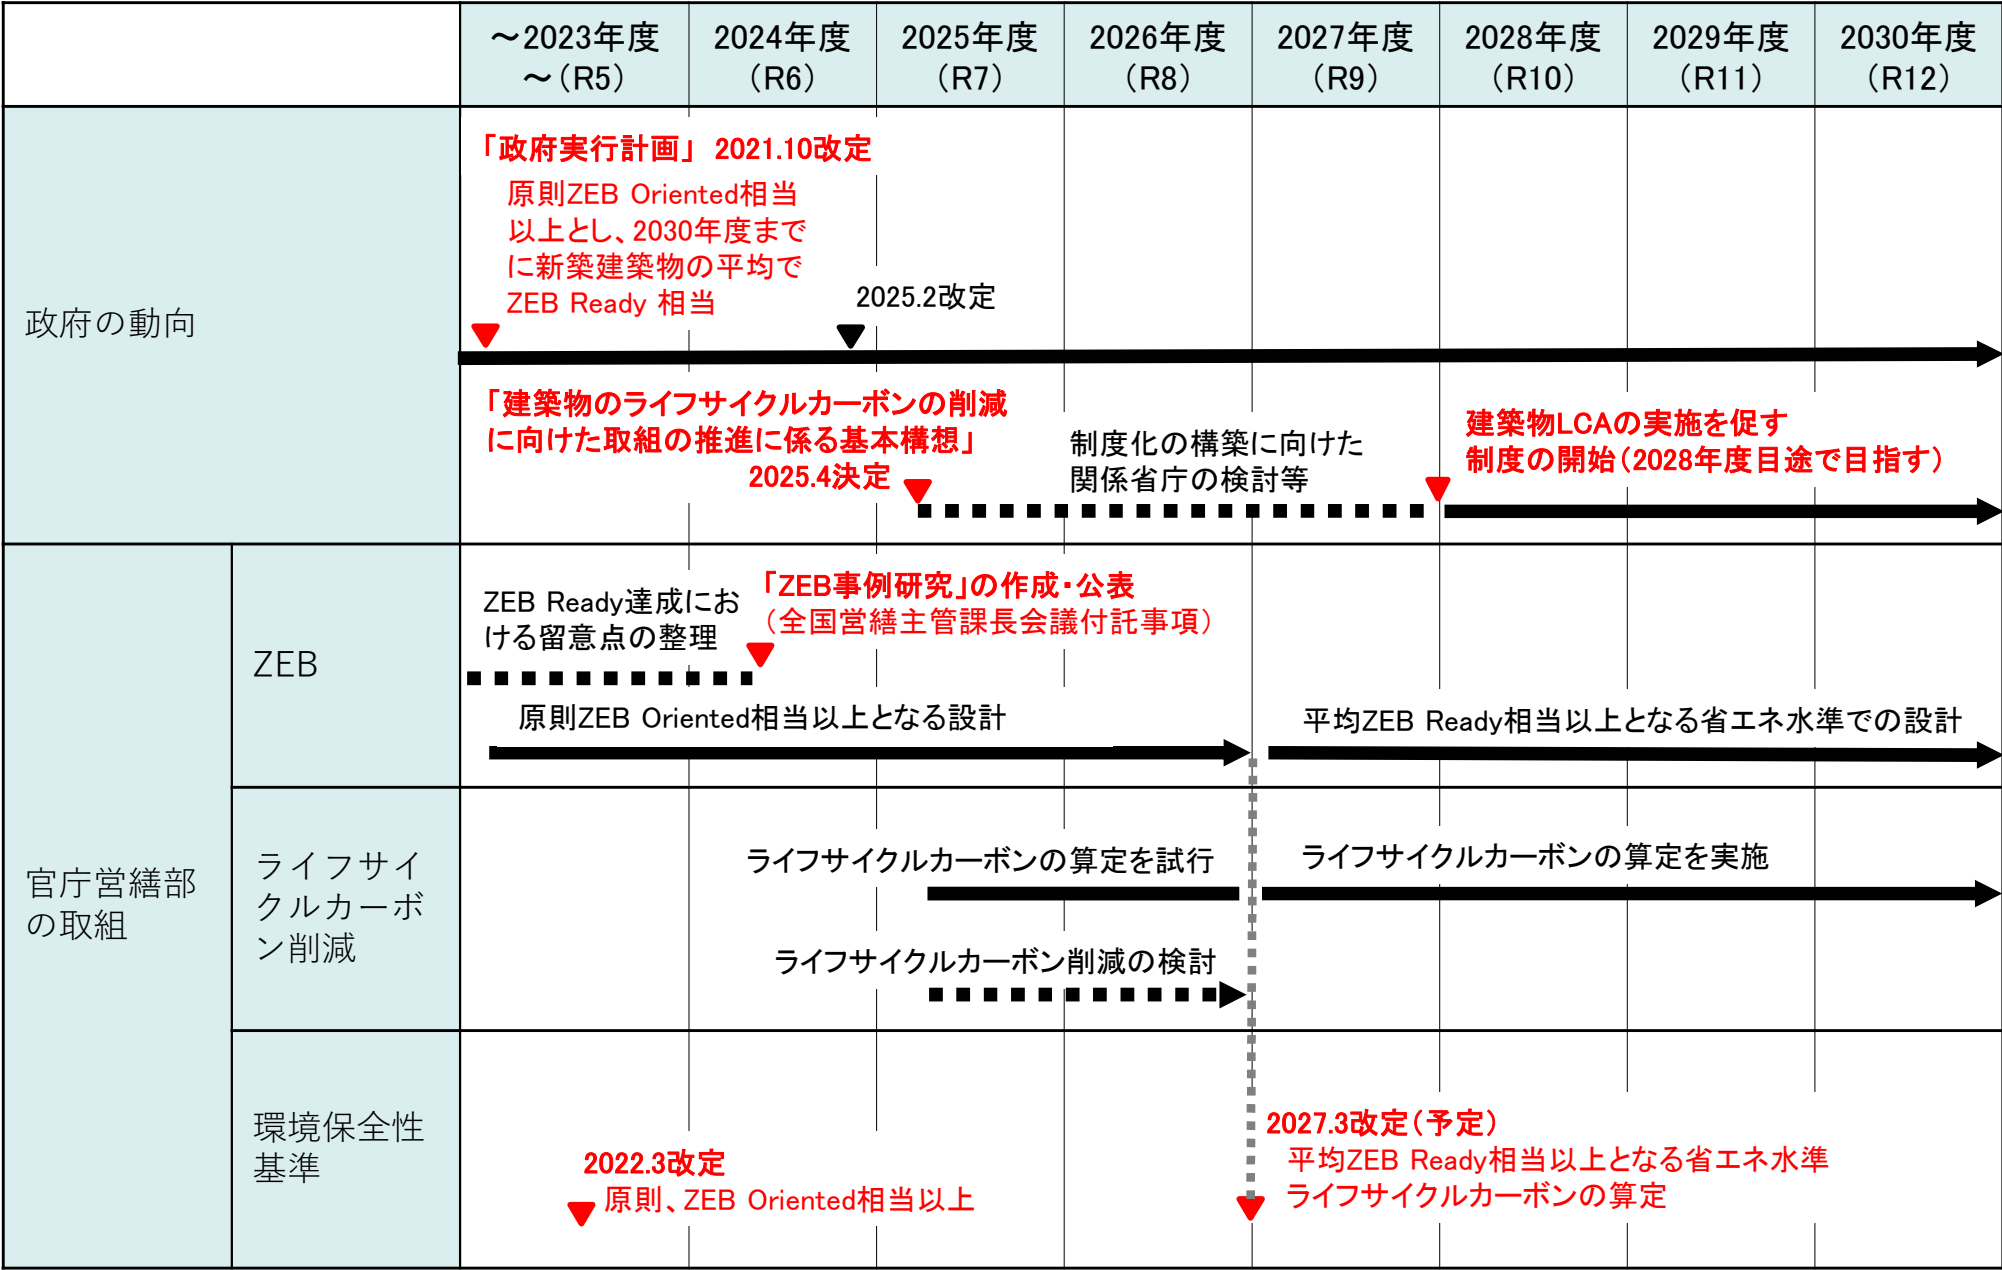 ～2023年度
～（R5）
2024年度
（R6）
2025年度
（R7）
2026年度
（R8）
2027年度
（R9）
2028年度
（R10）
2029年度
（R11）
2030年度
（R12）
政府の動向
「政府実行計画」 2021.10改定
原則ZEB Oriented相当
以上とし、2030年度まで
に新築建築物の平均で
ZEB Ready 相当
2025.2改定
「建築物のライフサイクルカーボンの削減
に向けた取組の推進に係る基本構想」
2025.4決定
制度化の構築に向けた
関係省庁の検討等
建築物LCAの実施を促す
制度の開始（2028年度目途で目指す）
官庁営繕部
の取組
ZEB
ZEB Ready達成にお
ける留意点の整理
「ZEB事例研究」の作成・公表
（全国営繕主管課長会議付託事項）
原則ZEB Oriented相当以上となる設計
平均ZEB Ready相当以上となる省エネ水準での設計
ライフサイ
クルカーボ
ン削減
ライフサイクルカーボンの算定を試行
ライフサイクルカーボンの算定を実施
ライフサイクルカーボン削減の検討
環境保全性
基準
2022.3改定
原則、ZEB Oriented相当以上
2027.3改定（予定）
平均ZEB Ready相当以上となる省エネ水準
ライフサイクルカーボンの算定